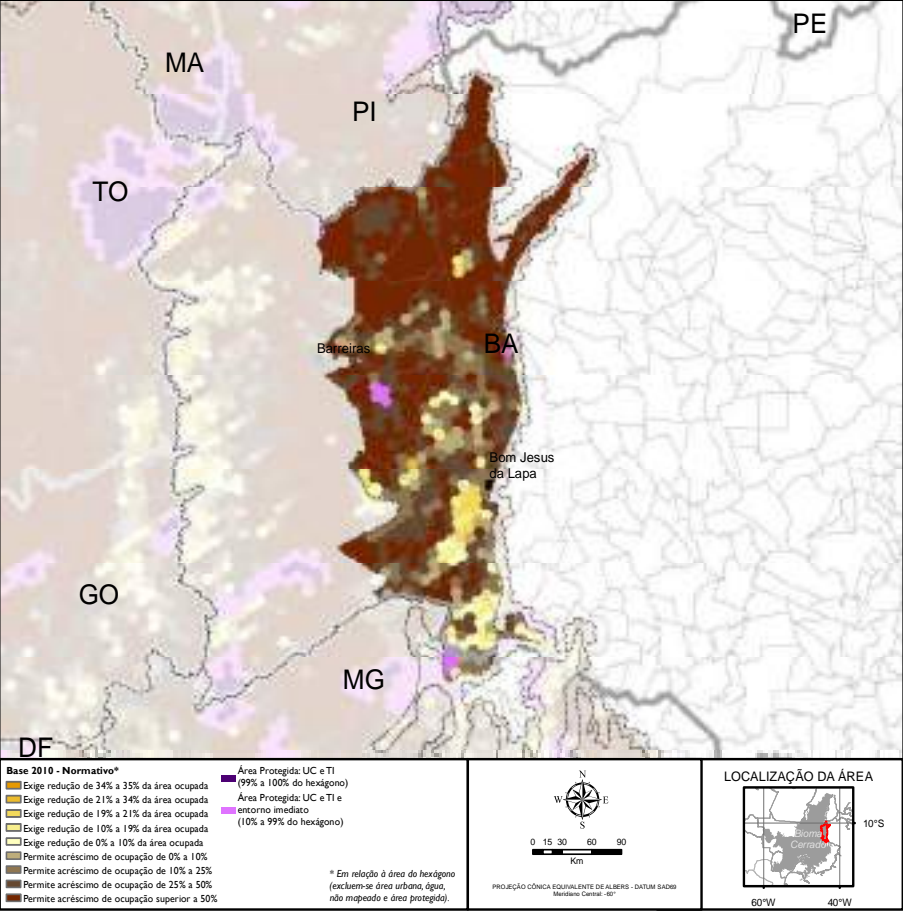 PE
MA
PI
TO
Barreiras
BA
Bom Jesus
da Lapa
GO
MG
DF
Base 2010 - Normativo*
Exige redução de 34% a 35% da área ocupada
Exige redução de 21% a 34% da área ocupada
Exige redução de 19% a 21% da área ocupada
Exige redução de 10% a 19% da área ocupada
Exige redução de 0% a 10% da área ocupada
Permite acréscimo de ocupação de 0% a 10%
Permite acréscimo de ocupação de 10% a 25%
Permite acréscimo de ocupação de 25% a 50%
Permite acréscimo de ocupação superior a 50%
Área Protegida: UC e TI
(99% a 100% do hexágono)
Área Protegida: UC e TI e
entorno imediato
(10% a 99% do hexágono)
* Em relação à área do hexágono
(excluem-se área urbana, água,
não mapeado e área protegida).
N
W E
S
0 15 30 60 90
Km
PROJEÇÃO CÔNICA EQUIVALENTE DE ALBERS - DATUM SAD69
Meridiano Central: -60°
LOCALIZAÇÃO DA ÁREA
10°S
Bioma
Cerrado
60°W 40°W